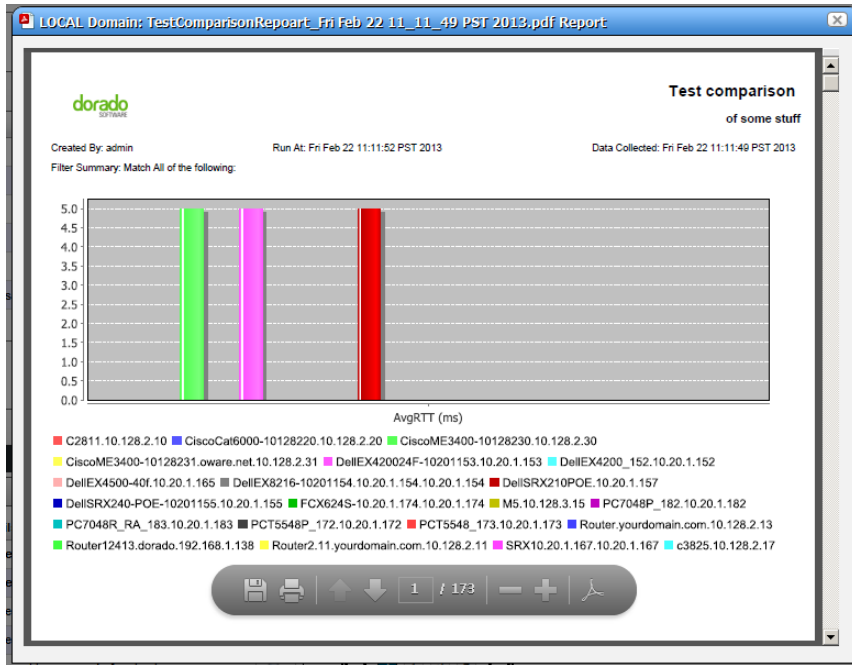 LOCAL Domain: TestComparisonRepoart_Fri Feb 22 11_11_49 PST 2013.pdf Report
dorado
SOFTWARE
Test comparison
of some stuff
Created By: admin Run At: Fri Feb 22 11:11:52 PST 2013 Data Collected: Fri Feb 22 11:11:49 PST 2013
Filter Summary: Match All of the following:
5.0
4.5
4.0
3.5
3.0
2.5
2.0
1.5
1.0
0.5
0.0
AvgRTT (ms)
C2811.10.128.2.10 CiscoCat6000-10128220.10.128.2.20 CiscoME3400-10128230.10.128.2.30
CiscoME3400-10128231.oware.net.10.128.2.31 DellEX420024F-10201153.10.20.1.153 DellEX4200_152.10.20.1.152
DellEX4500-40f.10.20.1.165 DellEX8216-10201154.10.20.1.154.10.20.1.154 DellSRX210POE.10.20.1.157
DellSRX240-POE-10201155.10.20.1.155 FCX624S-10.20.1.174.10.20.1.174 M5.10.128.3.15 PC7048P_182.10.20.1.182
PC7048R_RA_183.10.20.1.183 PCT5548P_172.10.20.1.172 PCT5548_173.10.20.1.173 Router.yourdomain.com.10.128.2.13
Router12413.dorado.192.168.1.138 Router2.11.yourdomain.com.10.128.2.11 SRX10.20.1.167.10.20.1.167 c3825.10.128.2.17
1 / 173